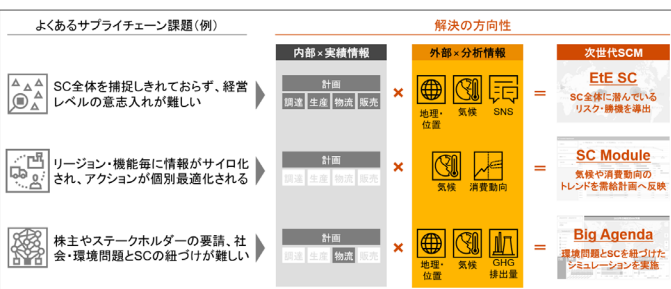 よくあるサプライチェーン課題（例）
解決の方向性
内部×実績情報
外部×分析情報
次世代SCM
SC全体を捕捉しきれておらず、経営
レベルの意志入れが難しい
計画
調達 生産 物流 販売
×
地理・
位置
気候
SNS
＝
EtE SC
SC全体に潜んでいる
リスク・勝機を導出
リージョン・機能毎に情報がサイロ化
され、アクションが個別最適化される
計画
調達 生産 物流 販売
×
気候
消費動向
＝
SC Module
気候や消費動向の
トレンドを需給計画へ反映
株主やステークホルダーの要請、社
会・環境問題とSCの紐づけが難しい
計画
調達 生産 物流 販売
×
地理・
位置
気候
GHG
排出量
＝
Big Agenda
環境問題とSCを紐づけた
シミュレーションを実施